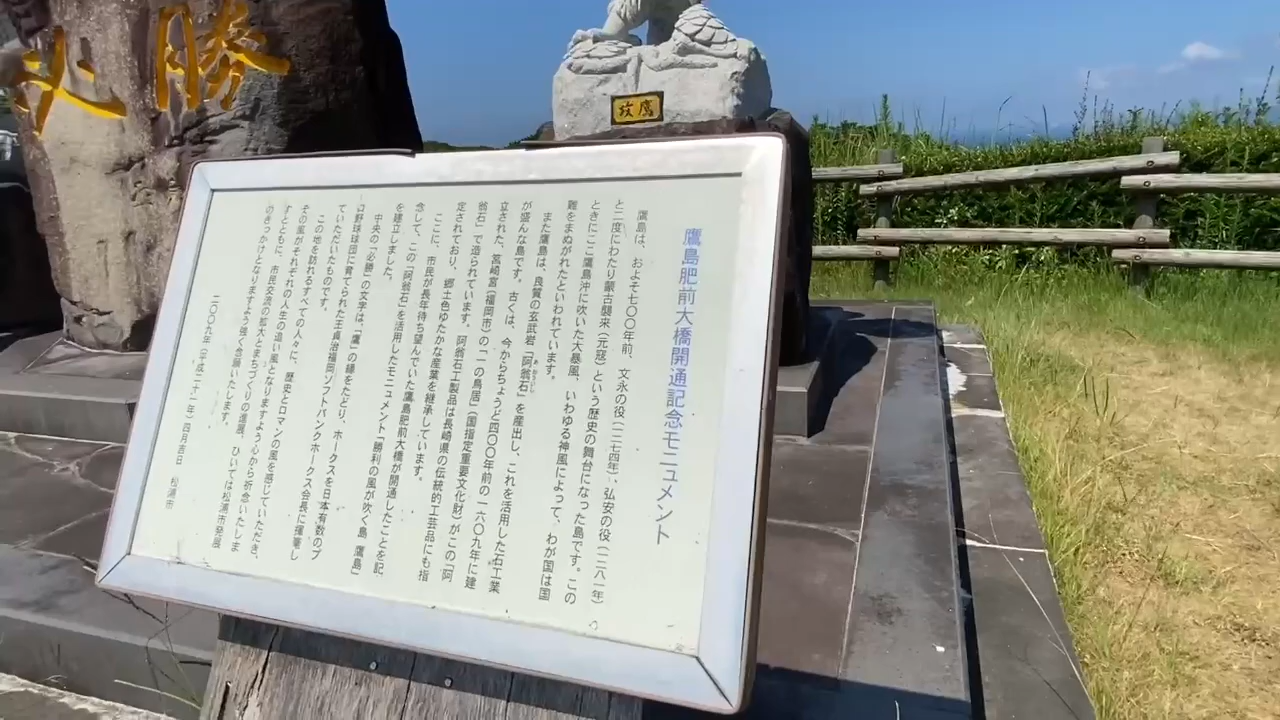 必勝
鷹
鷹島肥前大橋開通記念モニュメント
鷹島は、およそ七〇〇年前、文永の役(一二七四年)、弘安の役(一二八一年)
と二度にわたり蒙古襲来(元寇)という歴史の舞台になった島です。この
ときにここ鷹島沖に吹いた大暴風、いわゆる神風によって、わが国は国
難をまぬがれたといわれています。
また鷹島は、良質の玄武岩「阿翁石」を産出し、これを活用した石工業
が盛んな島です。古くは、今からちょうど四〇〇年前の一六〇九年に建
立された、筥崎宮(福岡市)の「一の鳥居」(国指定重要文化財)がこの「阿
翁石」で造られています。阿翁石工製品は長崎県の伝統的工芸品にも指
定されており、郷土色ゆたかな産業を継承しています。
ここに、市民が長年待ち望んでいた鷹島肥前大橋が開通したことを記
念して、この「阿翁石」を活用したモニュメント「勝利の風が吹く島 鷹島」
を建立しました。
中央の「必勝」の文字は「鷹」の縁をたどり、ホークスを日本有数のプ
ロ野球球団に育てられた王貞治福岡ソフトバンクホークス会長に揮毫し
ていただしたものです。
この地を訪れるすべての人々に、歴史とロマンの風を感じていただき、
その風がそれぞれの人生の追い風となりますよう心から祈念いたしま
すとともに、市民交流の拡大とまちづくりの進展、ひいては松浦市発展
のきっかけとなりますよう強く念願いたします。
二〇〇九年(平成二十一年)四月吉日 松浦市